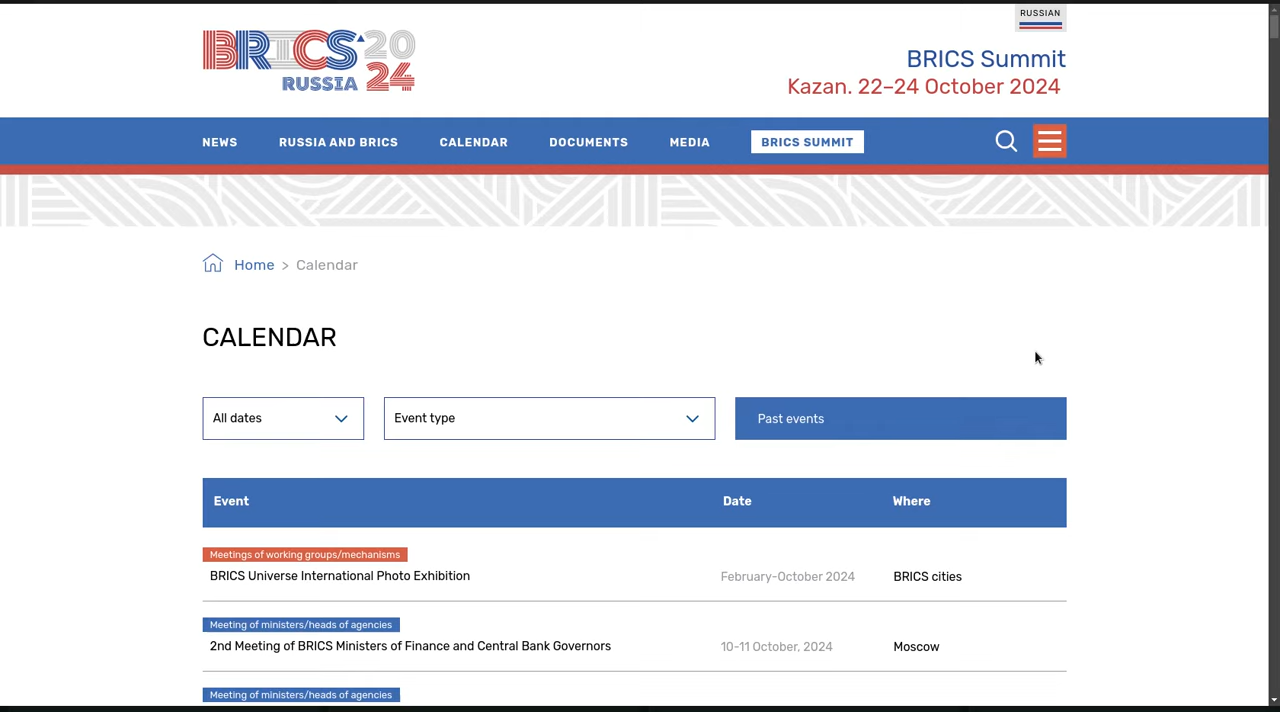 RUSSIAN
BRICS 2024
RUSSIA
BRICS Summit
Kazan. 22–24 October 2024
NEWS RUSSIA AND BRICS CALENDAR DOCUMENTS MEDIA BRICS SUMMIT
Home > Calendar
CALENDAR
All dates Event type Past events
Event Date Where
Meetings of working groups/mechanisms
BRICS Universe International Photo Exhibition February-October 2024 BRICS cities
Meeting of ministers/heads of agencies
2nd Meeting of BRICS Ministers of Finance and Central Bank Governors 10-11 October, 2024 Moscow
Meeting of ministers/heads of agencies